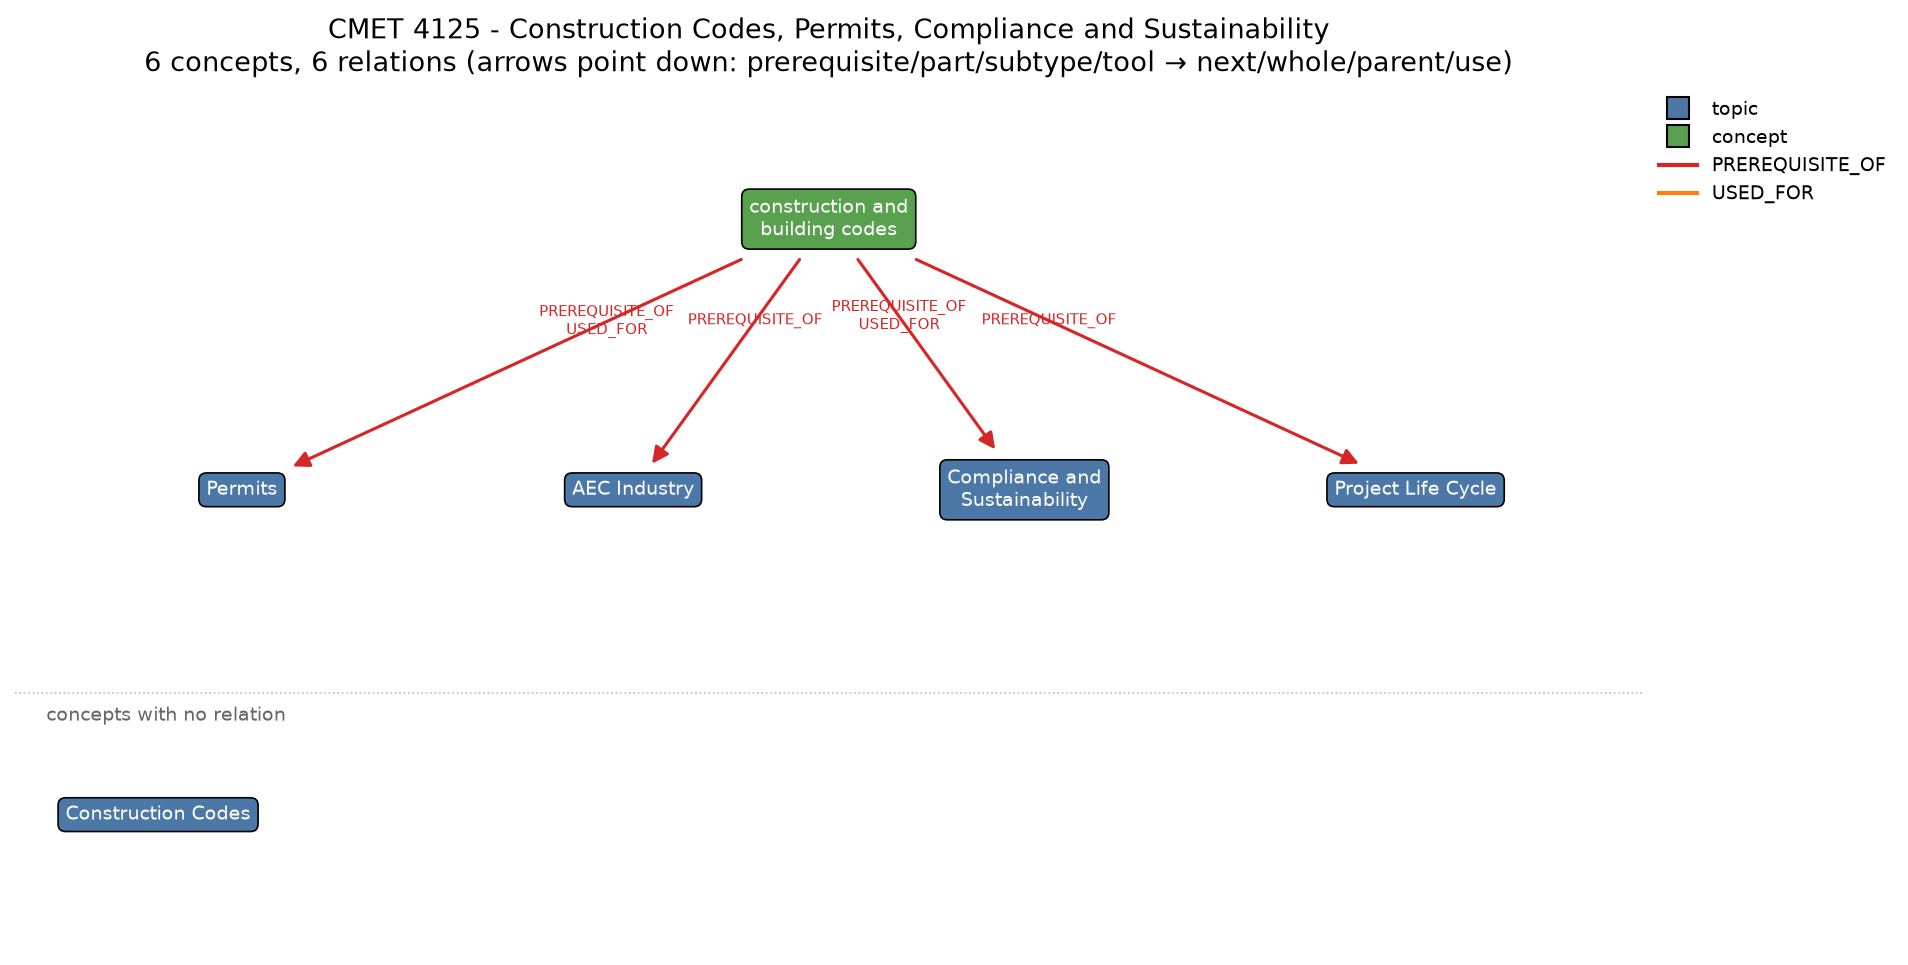 CMET 4125 - Construction Codes, Permits, Compliance and Sustainability
6 concepts, 6 relations (arrows point down: prerequisite/part/subtype/tool → next/whole/parent/use)
topic
concept
PREREQUISITE_OF
USED_FOR
construction and
building codes
PREREQUISITE_OF
USED_FOR
PREREQUISITE_OF
PREREQUISITE_OF
USED_FOR
PREREQUISITE_OF
Permits
AEC Industry
Compliance and
Sustainability
Project Life Cycle
concepts with no relation
Construction Codes